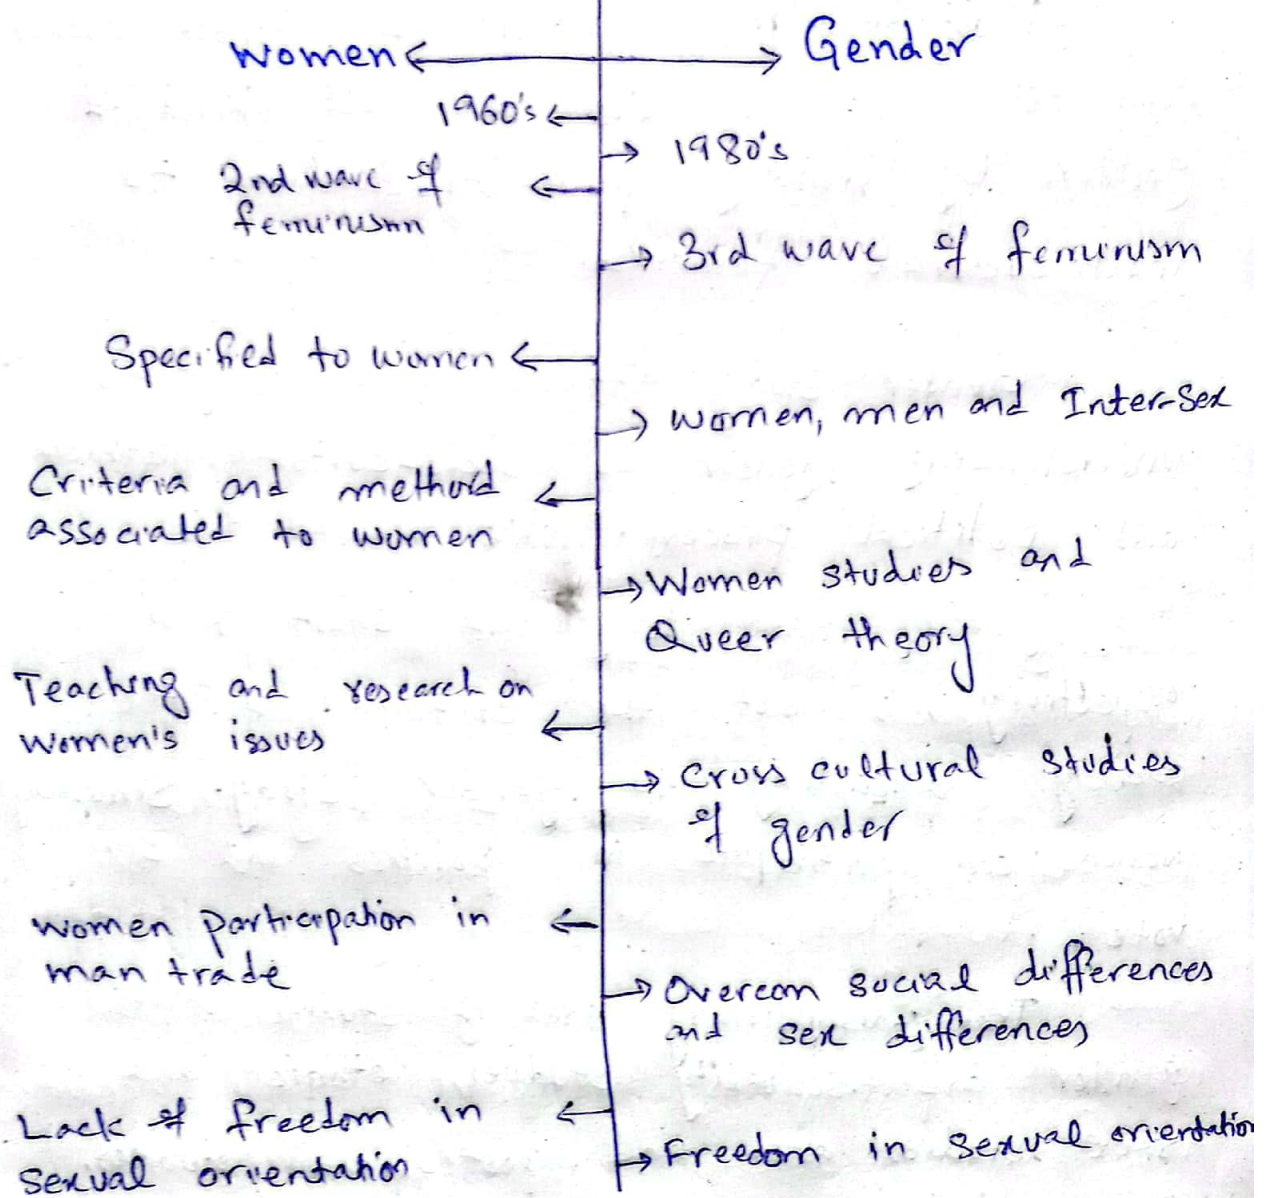 Women
Gender
1960's
1980's
2nd wave of
feminism
3rd wave of feminism
Specified to women
Women, men and Inter-Sex
Criteria and method
associated to women
Women studies and
Queer theory
Teaching and research on
women's issues
Cross cultural studies
of gender
Women participation in
man trade
Overcom social differences
and sex differences
Lack of freedom in
sexual orientation
Freedom in sexual orientation